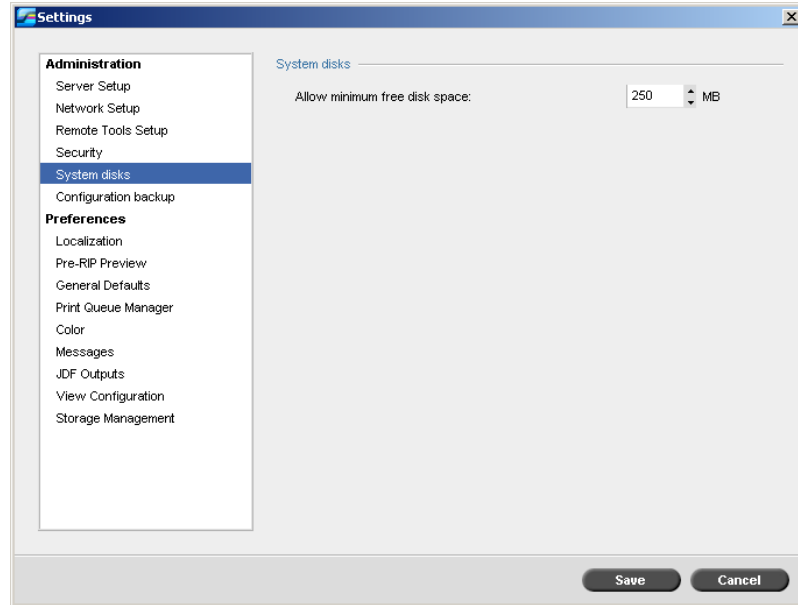 Settings
Administration
Server Setup
Network Setup
Remote Tools Setup
Security
System disks
Configuration backup
Preferences
Localization
Pre-RIP Preview
General Defaults
Print Queue Manager
Color
Messages
JDF Outputs
View Configuration
Storage Management
System disks
Allow minimum free disk space: 250 MB
Save Cancel